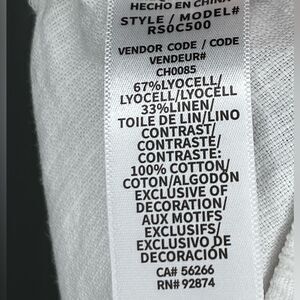 HECHO EN CHINA
STYLE / MODEL#
RS0C500
VENDOR CODE / CODE
VENDEUR#
CH0085
67%LYOCELL/
LYOCELL/LYOCELL
33%LINEN/
TOILE DE LIN/LINO
CONTRAST/
CONTRASTE/
CONTRASTE:
100% COTTON/
COTON/ALGODÓN
EXCLUSIVE OF
DECORATION/
AUX MOTIFS
EXCLUSIFS/
EXCLUSIVO DE
DECORACIÓN
CA# 56266
RN# 92874